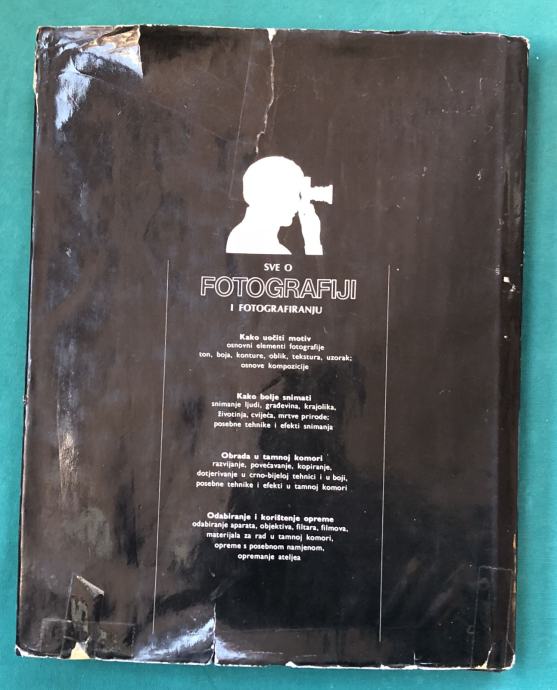 SVE O
FOTOGRAFIJI
I FOTOGRAFIRANJU
Kako uočiti motiv
osnovni elementi fotografije
ton, boja, konture, oblik, tekstura, uzorak;
osnove kompozicije
Kako bolje snimati
snimanje ljudi, građevina, krajolika,
životinja, cvijeća, mrtve prirode;
posebne tehnike i efekti snimanja
Obrada u tamnoj komori
razvijanje, povećavanje, kopiranje,
dotjerivanje u crno-bijeloj tehnici i u boji,
posebne tehnike i efekti u tamnoj komori
Odabiranje i korištenje opreme
odabiranje aparata, objektiva, filtara, filmova,
materijala za rad u tamnoj komori,
opreme s posebnom namjenom,
opremanje ateljea